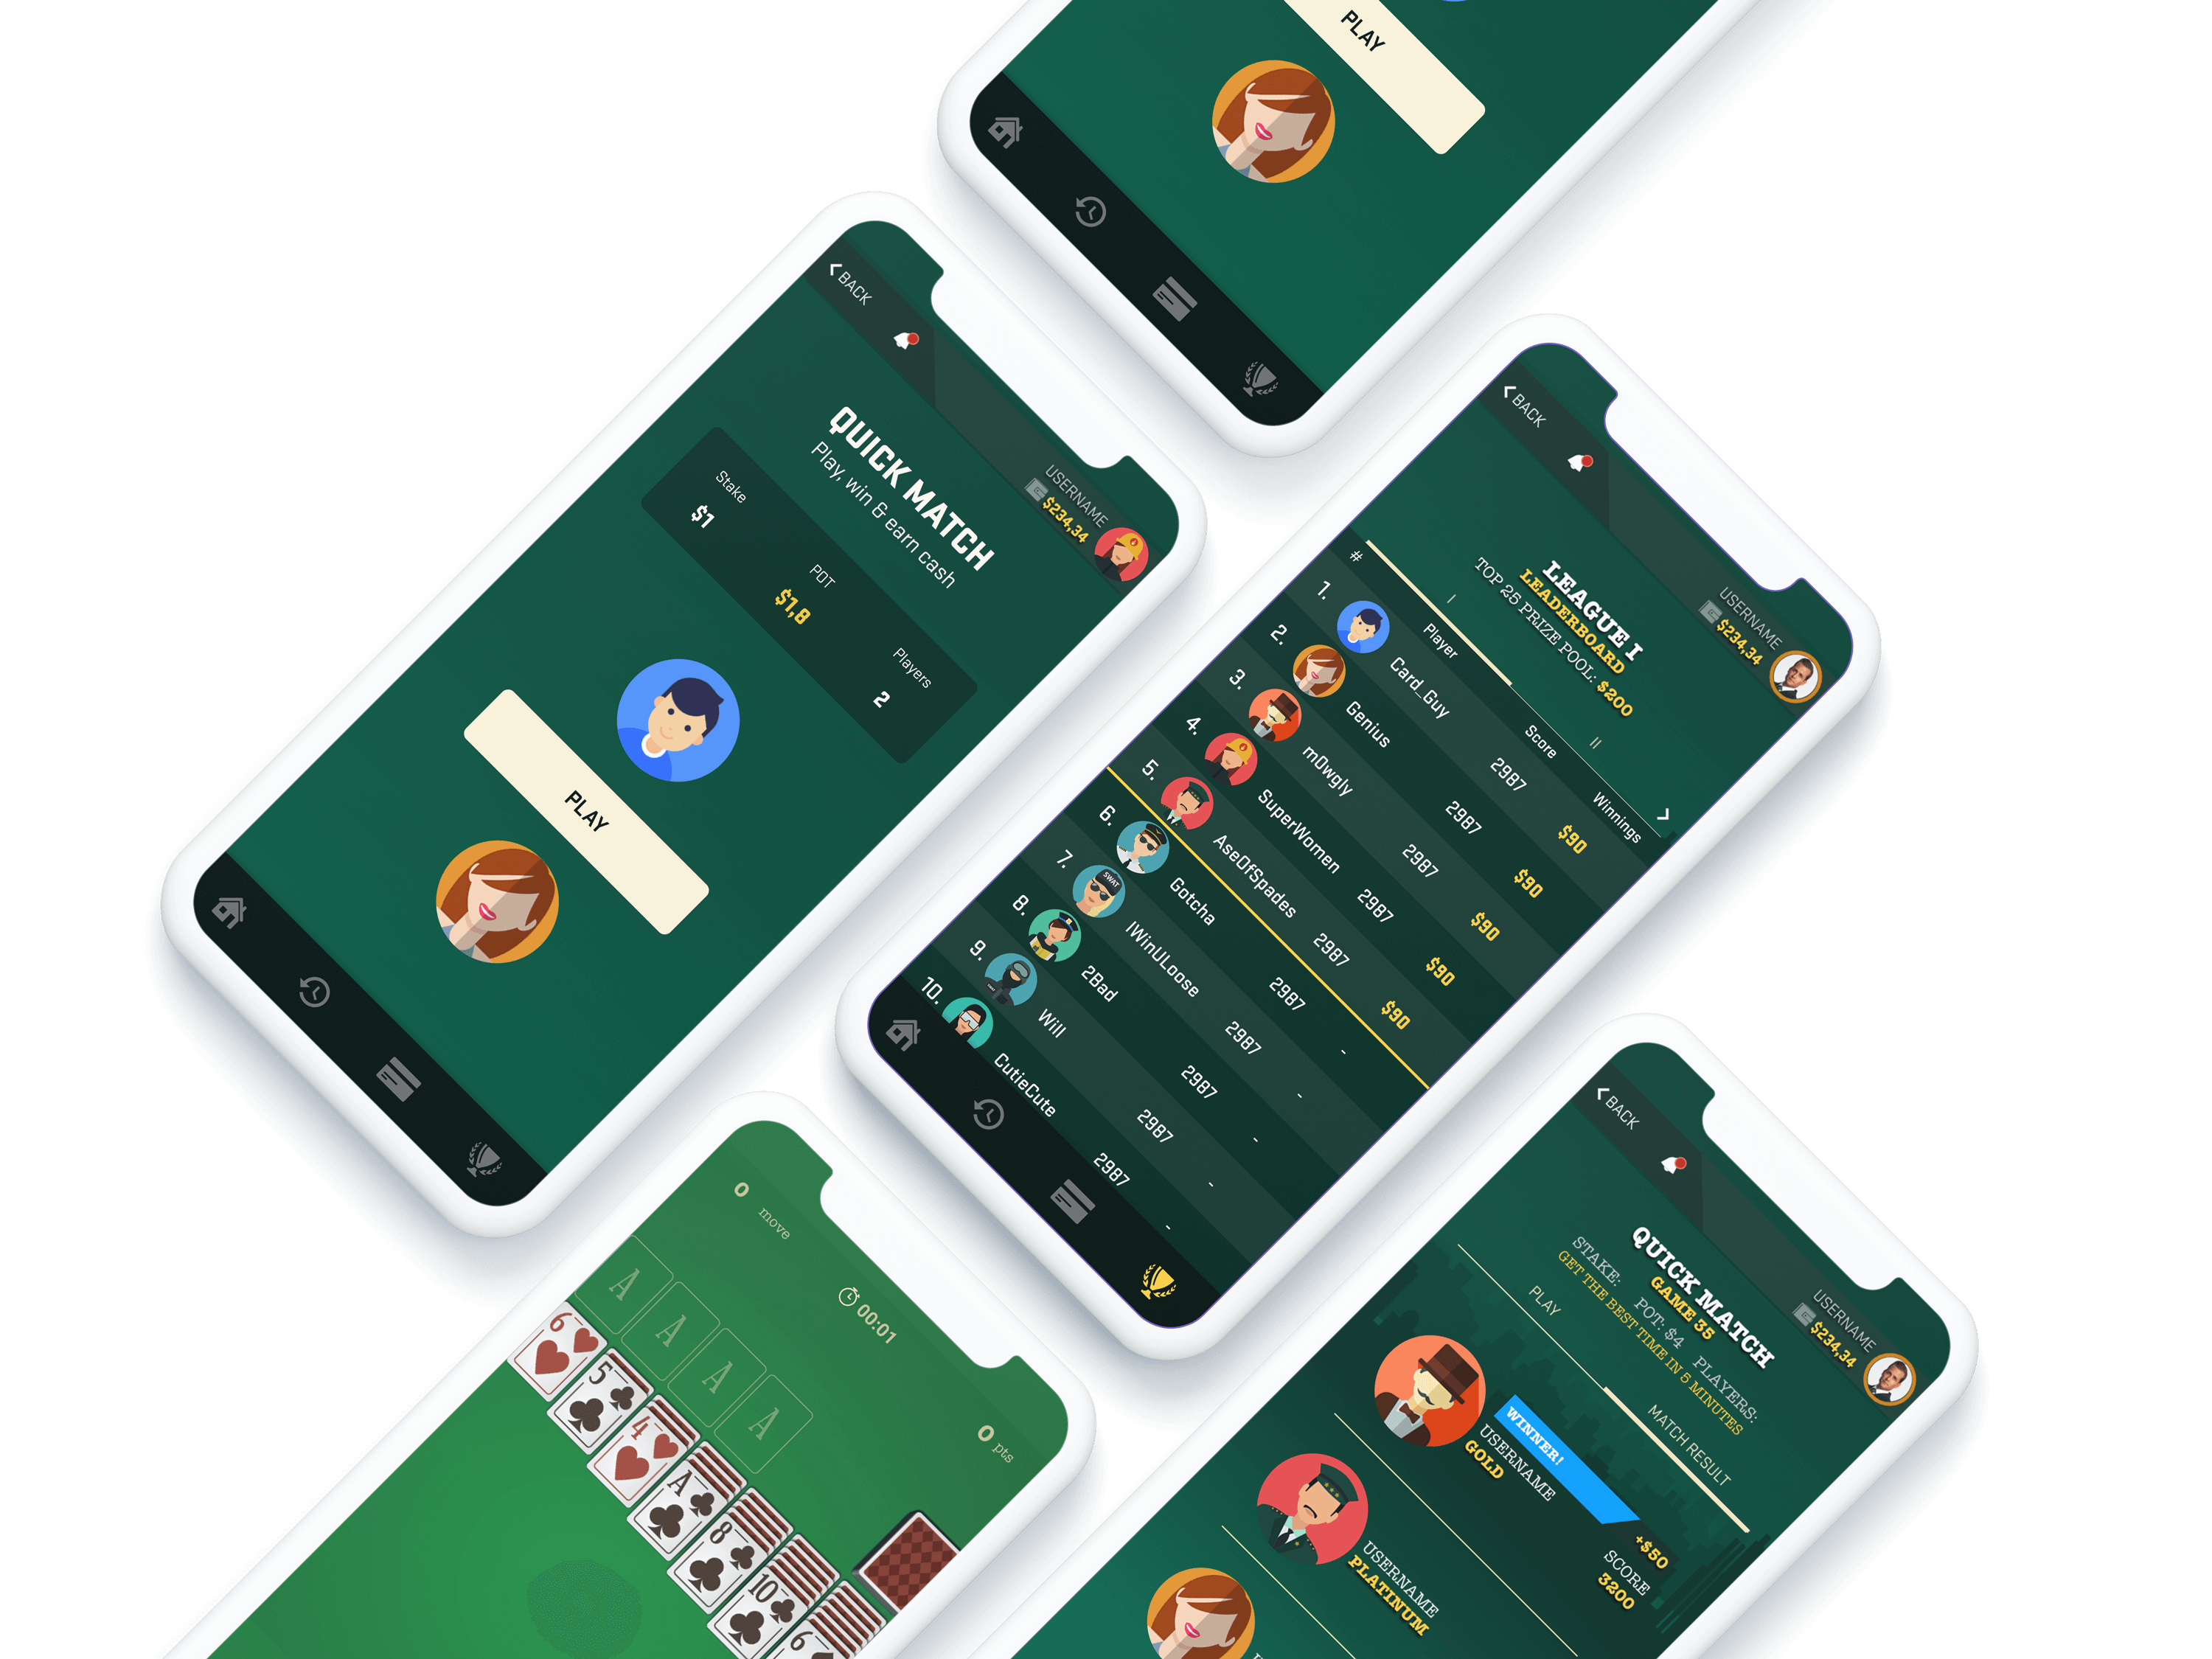 PLAY
BACK
USERNAME
$234,34
QUICK MATCH
Play, win & earn cash
Stake
$1
POT
$1,8
Players
2
PLAY
BACK
USERNAME
$234,34
LEAGUE I
LEADERBOARD
TOP 25 PRIZE POOL: $200
I
II
# Player Score Winnings
1. Card_Guy 2987 $90
2. Genius 2987 $90
3. m0wgly 2987 $90
4. SuperWomen 2987 $90
5. AseOfSpades 2987 $90
6. Gotcha 2987 -
7. IWinULoose 2987 -
SWAT
8. 2Bad 2987 -
9. Will 2987 -
10. CutieCute 2987 -
0 move
00:01
0 pts
A
A
A
A
6
5
4
A
8
10
6
BACK
USERNAME
$234,34
QUICK MATCH
GAME 35
STAKE: POT: $4 PLAYERS:
GET THE BEST TIME IN 5 MINUTES
PLAY
MATCH RESULT
WINNER!
USERNAME
GOLD
+$50
SCORE
3200
USERNAME
PLATINUM